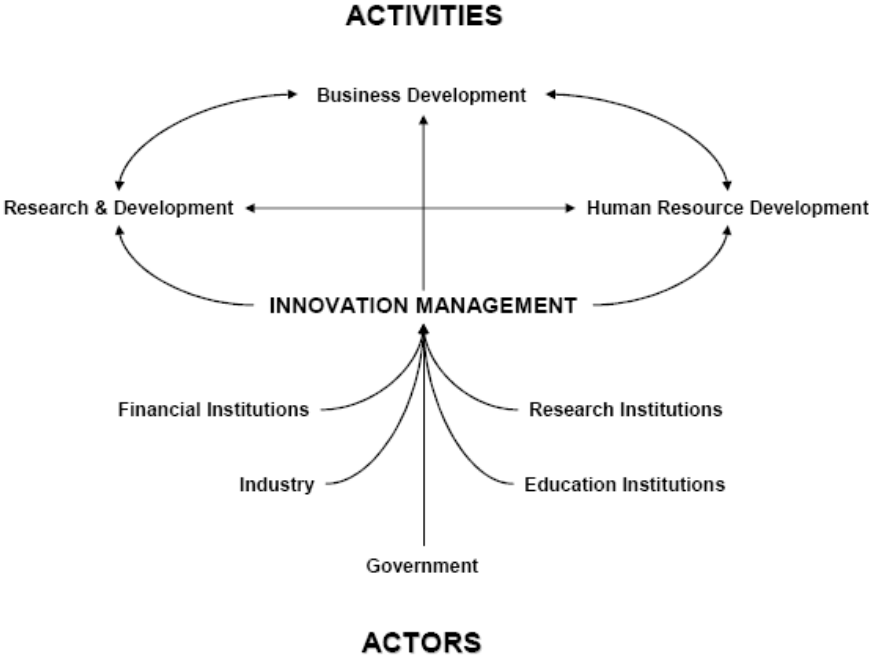 ACTIVITIES
Business Development
Research & Development
Human Resource Development
INNOVATION MANAGEMENT
Financial Institutions
Research Institutions
Industry
Education Institutions
Government
ACTORS